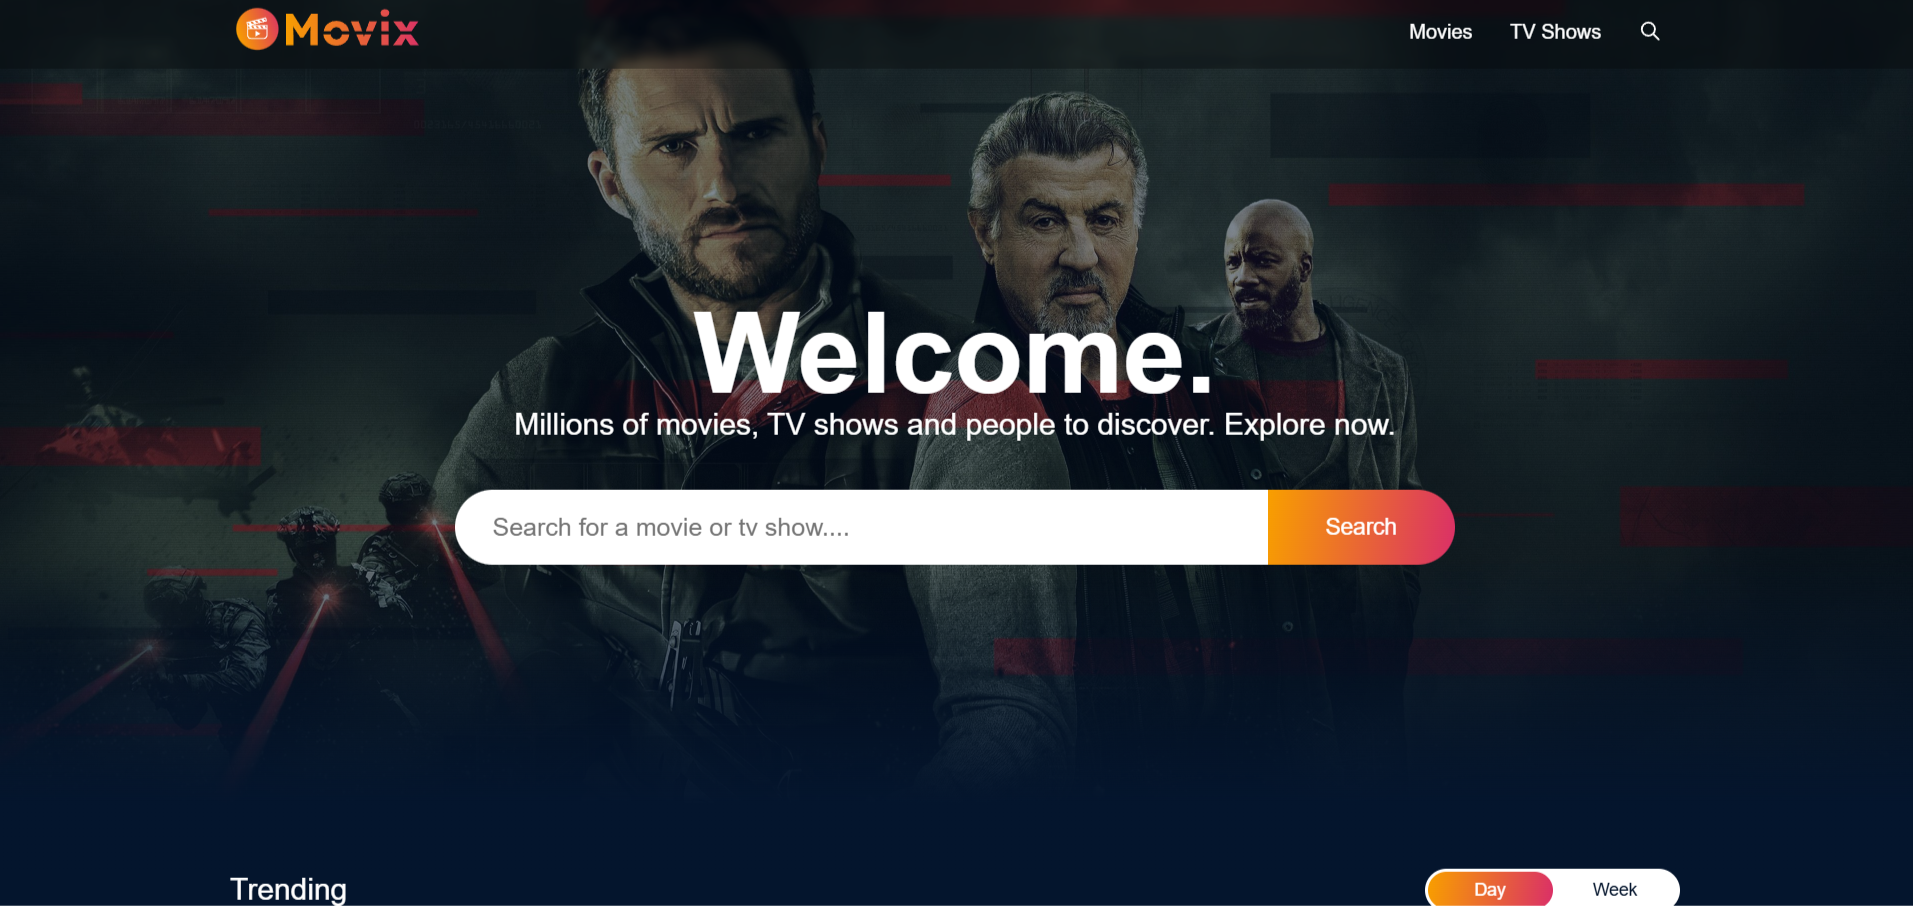 Movix
Movies
TV Shows
Welcome.
Millions of movies, TV shows and people to discover. Explore now.
Search for a movie or tv show....
Search
Trending
Day
Week